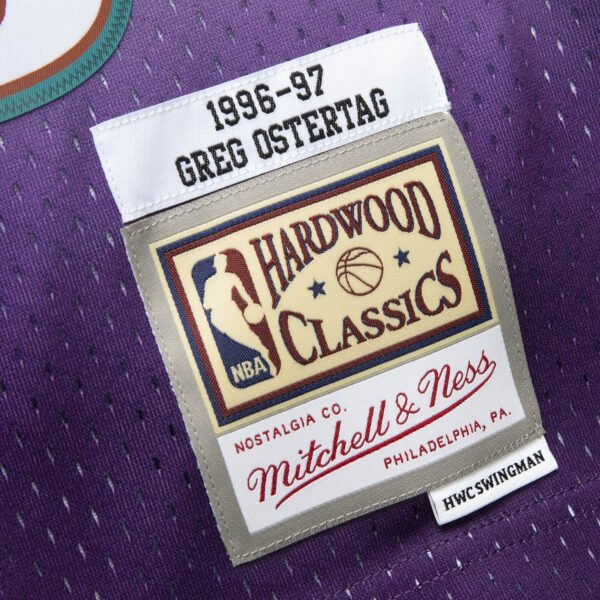 1996-97
GREG OSTERTAG
HARDWOOD
CLASSICS
NBA
NOSTALGIA CO.
Mitchell & Ness
PHILADELPHIA, PA.
HWC SWINGMAN